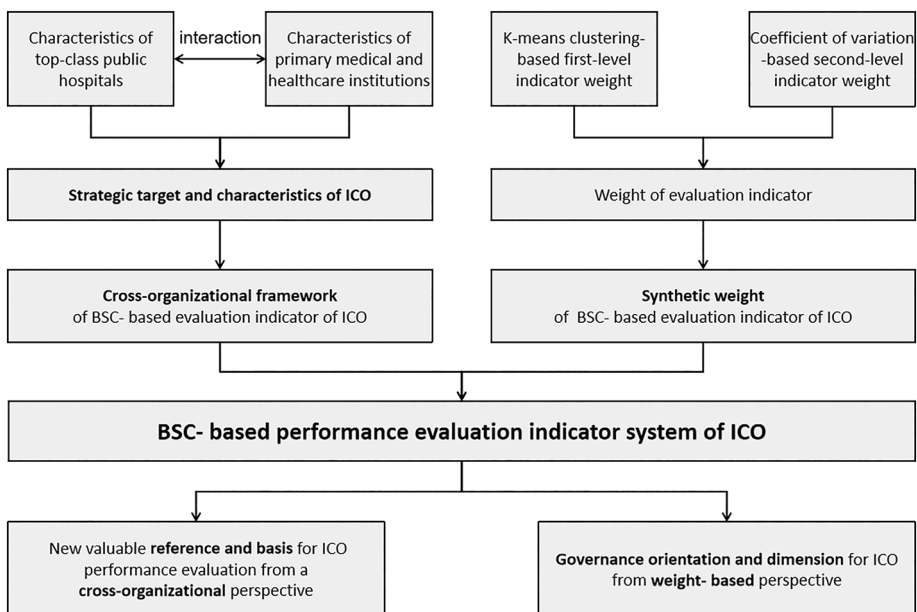 Characteristics of
top-class public
hospitals
interaction
Characteristics of
primary medical and
healthcare institutions
K-means clustering-
based first-level
indicator weight
Coefficient of variation
-based second-level
indicator weight
Strategic target and characteristics of ICO
Weight of evaluation indicator
Cross-organizational framework
of BSC- based evaluation indicator of ICO
Synthetic weight
of BSC- based evaluation indicator of ICO
BSC- based performance evaluation indicator system of ICO
New valuable reference and basis for ICO
performance evaluation from a
cross-organizational perspective
Governance orientation and dimension for ICO
from weight- based perspective